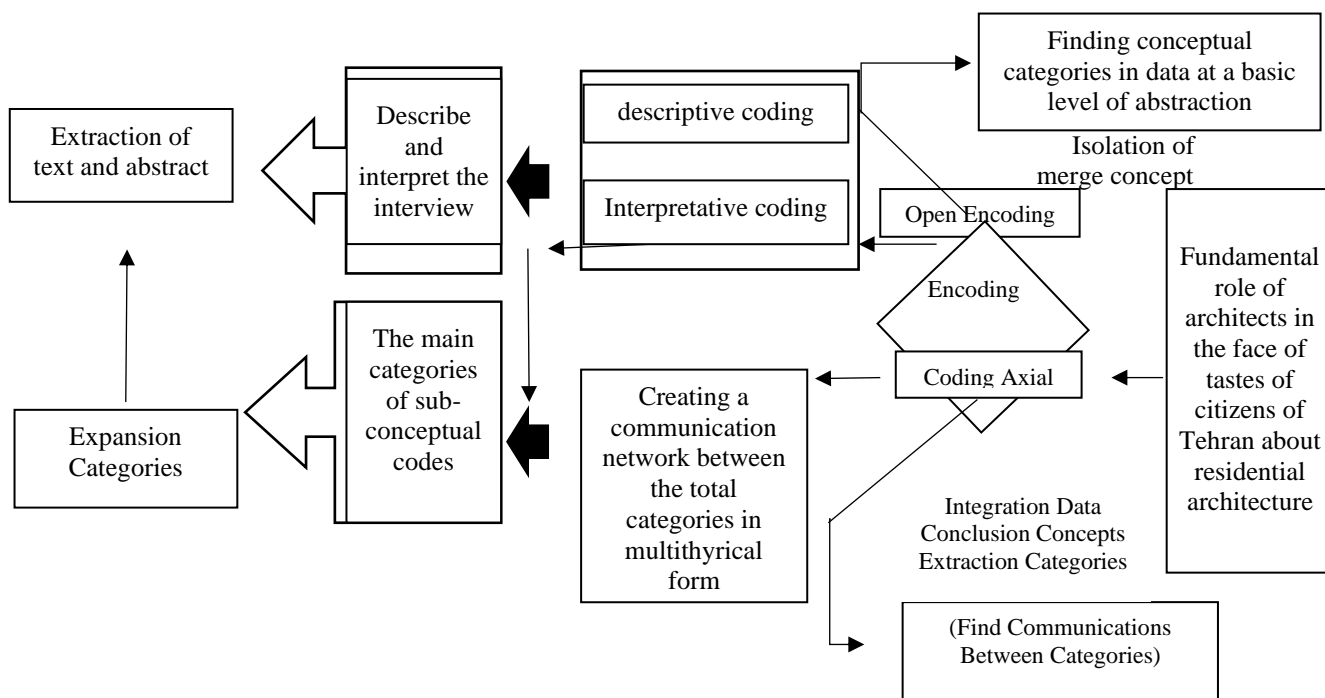 Finding conceptual
categories in data at a basic
level of abstraction
Isolation of
merge concept
Extraction of
text and abstract
Describe
and
interpret the
interview
descriptive coding
Interpretative coding
Open Encoding
Encoding
Coding Axial
Fundamental
role of
architects in
the face of
tastes of
citizens of
Tehran about
residential
architecture
Expansion
Categories
The main
categories
of sub-
conceptual
codes
Creating a
communication
network between
the total
categories in
multithyrical
form
Integration Data
Conclusion Concepts
Extraction Categories
(Find Communications
Between Categories)